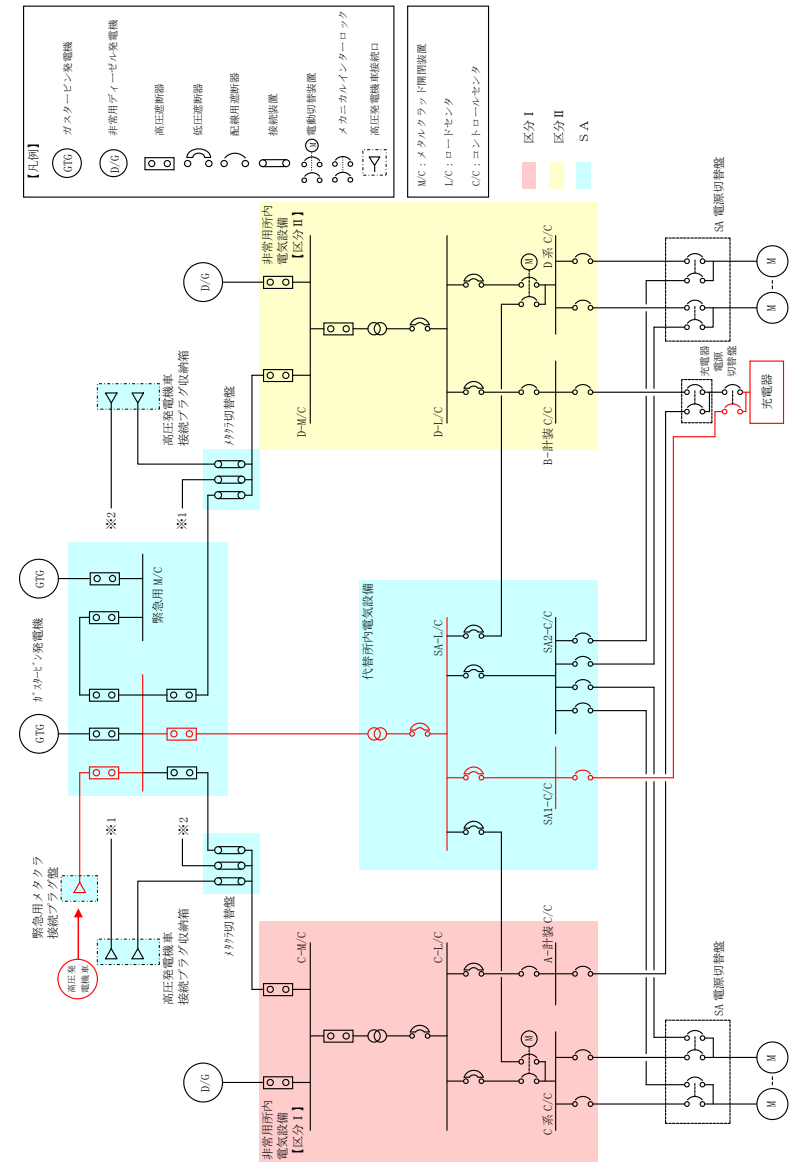 【凡例】
GTG
ガスタービン発電機
D/G
非常用ディーゼル発電機
高圧遮断器
低圧遮断器
配線用遮断器
接続装置
M
電動切替装置
メカニカルインターロック
高圧発電機車接続口
M/C：メタルクラッド開閉装置
L/C：ロードセンタ
C/C：コントロールセンタ
区分Ⅰ
区分Ⅱ
ＳＡ
高圧発
電機車
緊急用メタクラ
接続プラグ盤
GTG
ｶﾞｽﾀｰﾋﾞﾝ発電機
GTG
緊急用 M/C
※1
※2
高圧発電機車
接続プラグ収納箱
ﾒﾀｸﾗ切替盤
※2
※1
高圧発電機車
接続プラグ収納箱
ﾒﾀｸﾗ切替盤
D/G
非常用所内
電気設備
【区分Ⅰ】
C-M/C
C-L/C
M
C 系 C/C
A-計装 C/C
代替所内電気設備
SA-L/C
SA1-C/C
SA2-C/C
D/G
非常用所内
電気設備
【区分Ⅱ】
D-M/C
D-L/C
M
B-計装 C/C
D 系 C/C
SA 電源切替盤
M
M
充電器
電源
切替盤
充電器
SA 電源切替盤
M
M